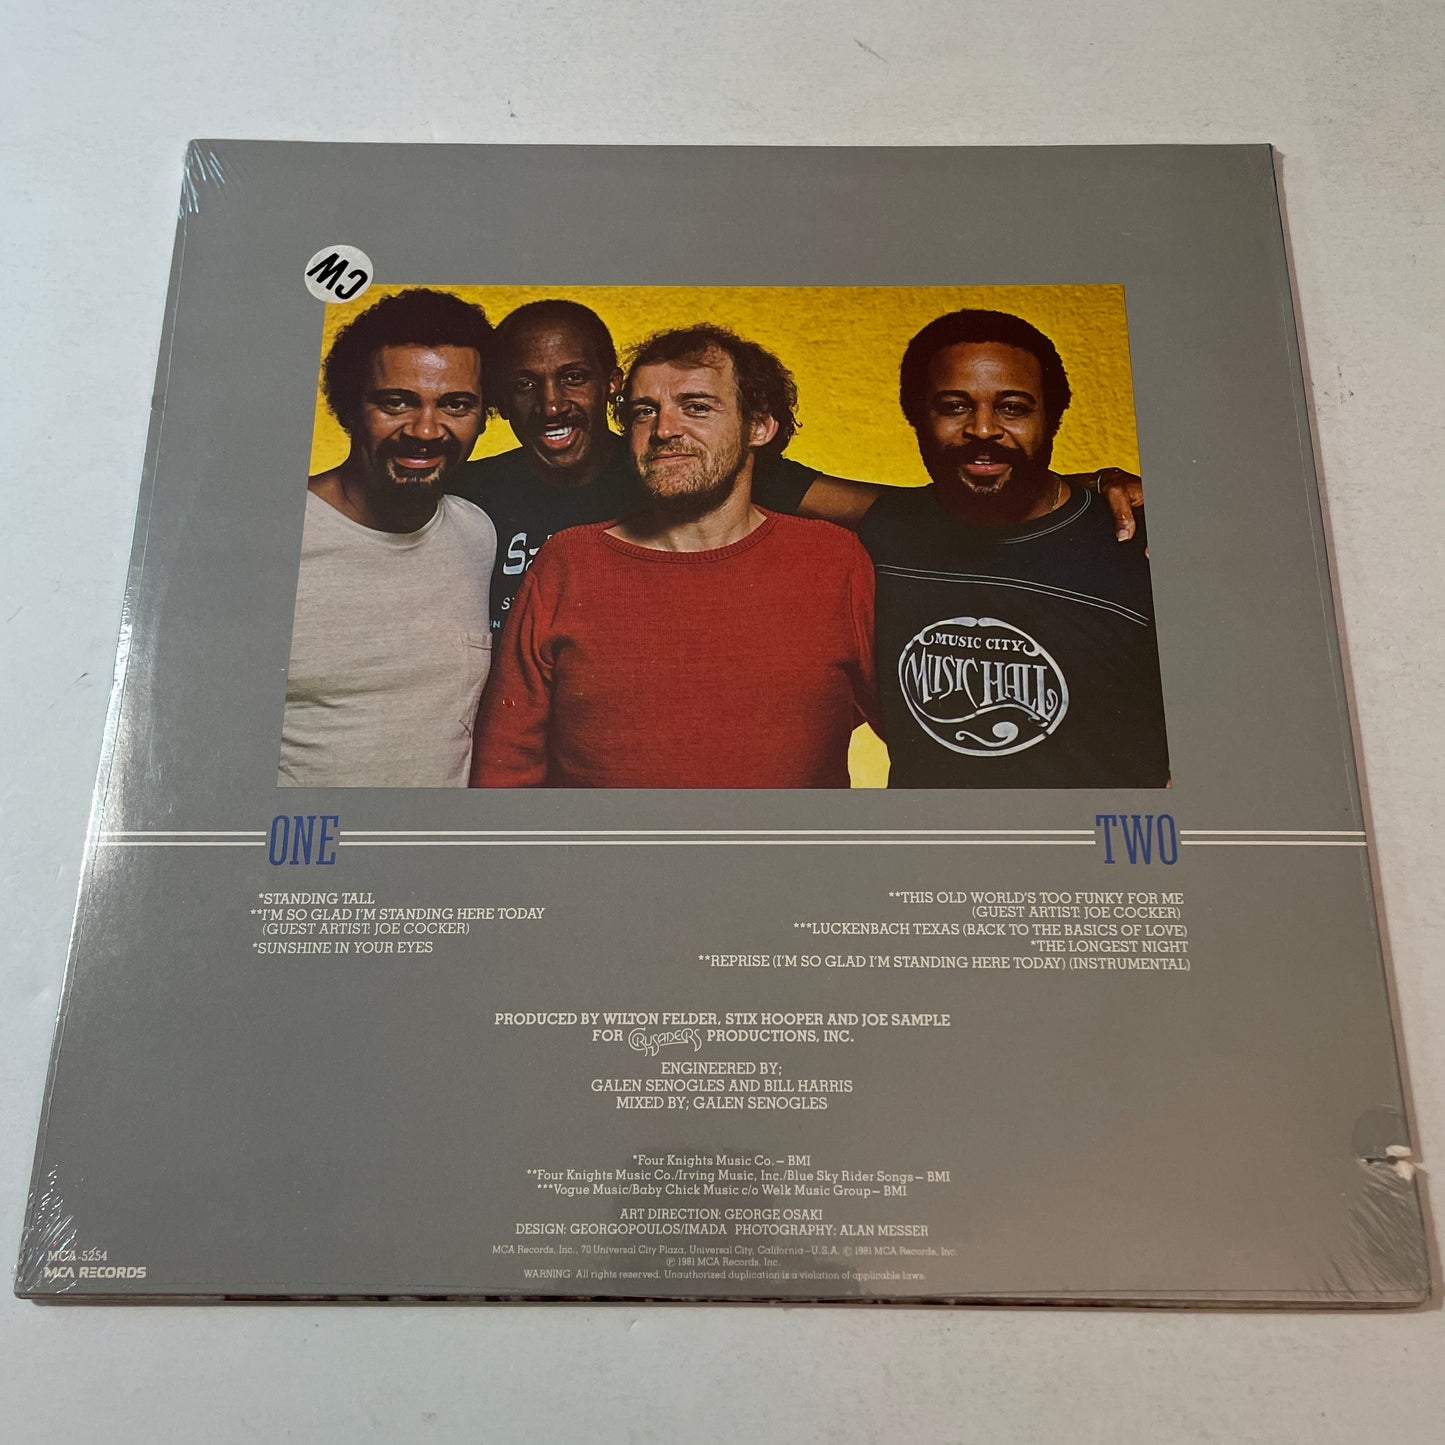 CW
S
MUSIC CITY
MUSIC HALL
ONE
TWO
*STANDING TALL
**I'M SO GLAD I'M STANDING HERE TODAY
(GUEST ARTIST: JOE COCKER)
*SUNSHINE IN YOUR EYES
**THIS OLD WORLD'S TOO FUNKY FOR ME
(GUEST ARTIST: JOE COCKER)
***LUCKENBACH TEXAS (BACK TO THE BASICS OF LOVE)
*THE LONGEST NIGHT
**REPRISE (I'M SO GLAD I'M STANDING HERE TODAY) (INSTRUMENTAL)
PRODUCED BY WILTON FELDER, STIX HOOPER AND JOE SAMPLE
FOR CRUSADERS PRODUCTIONS, INC.
ENGINEERED BY;
GALEN SENOGLES AND BILL HARRIS
MIXED BY; GALEN SENOGLES
*Four Knights Music Co. – BMI
**Four Knights Music Co./Irving Music, Inc./Blue Sky Rider Songs – BMI
***Vogue Music/Baby Chick Music c/o Welk Music Group – BMI
ART DIRECTION: GEORGE OSAKI
DESIGN: GEORGOPOULOS/IMADA PHOTOGRAPHY: ALAN MESSER
MCA Records, Inc., 70 Universal City Plaza, Universal City, California – U.S.A. © 1981 MCA Records, Inc.
℗ 1981 MCA Records, Inc.
WARNING: All rights reserved. Unauthorized duplication is a violation of applicable laws.
MCA-5254
MCA RECORDS